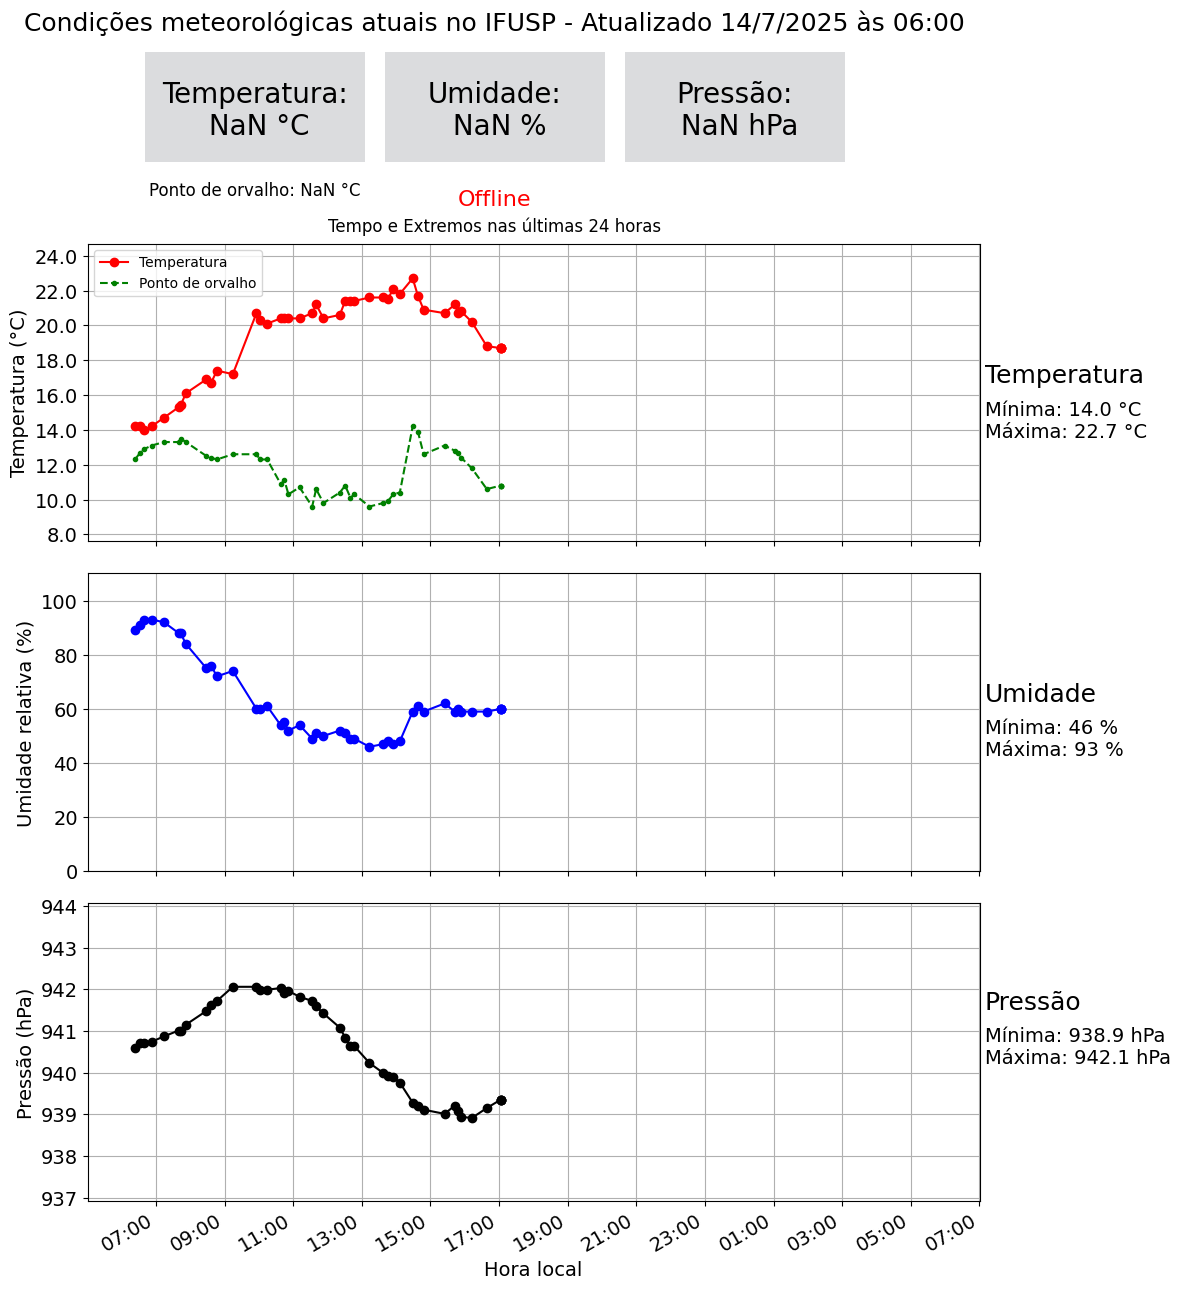 Condições meteorológicas atuais no IFUSP - Atualizado 14/7/2025 às 06:00
Temperatura:
NaN °C
Umidade:
NaN %
Pressão:
NaN hPa
Ponto de orvalho: NaN °C
Offline
Tempo e Extremos nas últimas 24 horas
Temperatura (°C)
24.0
22.0
20.0
18.0
16.0
14.0
12.0
10.0
8.0
Temperatura
Ponto de orvalho
Temperatura
Mínima: 14.0 °C
Máxima: 22.7 °C
Umidade relativa (%)
100
80
60
40
20
0
Umidade
Mínima: 46 %
Máxima: 93 %
Pressão (hPa)
944
943
942
941
940
939
938
937
Pressão
Mínima: 938.9 hPa
Máxima: 942.1 hPa
07:00 09:00 11:00 13:00 15:00 17:00 19:00 21:00 23:00 01:00 03:00 05:00 07:00
Hora local